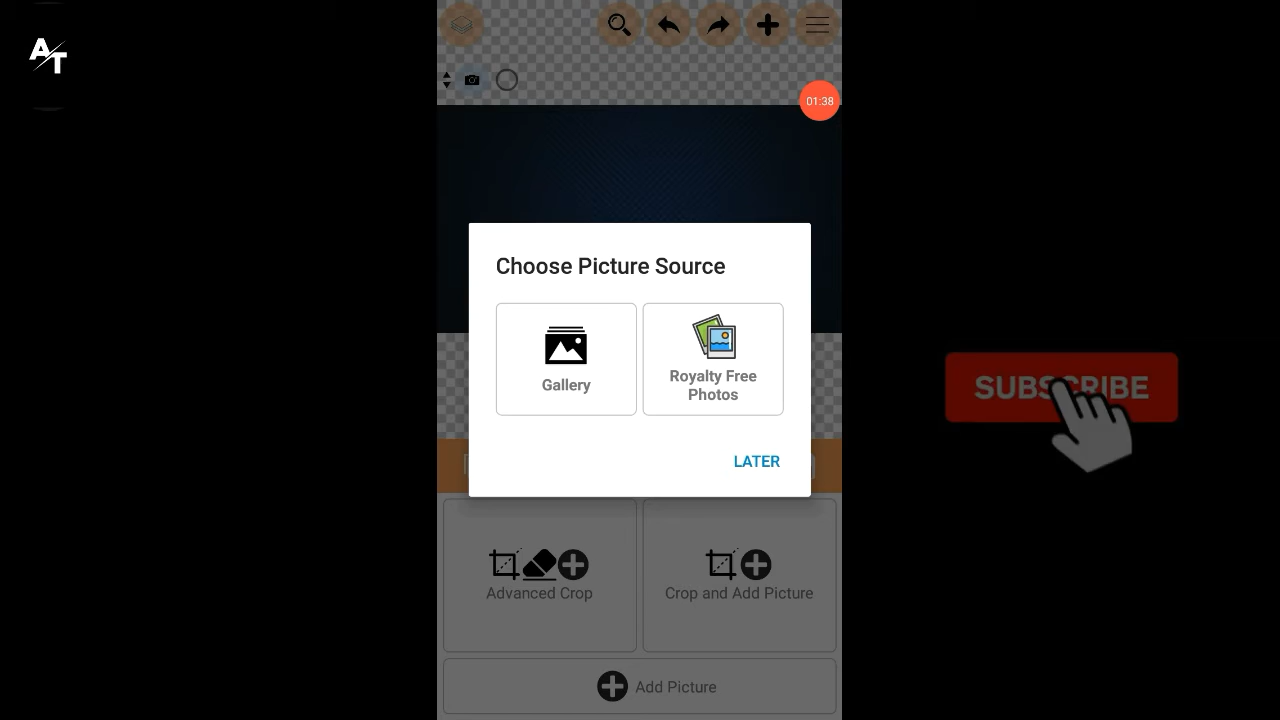 AT
01:38
Choose Picture Source
Gallery
Royalty Free
Photos
SUBSCRIBE
LATER
Advanced Crop
Crop and Add Picture
Add Picture